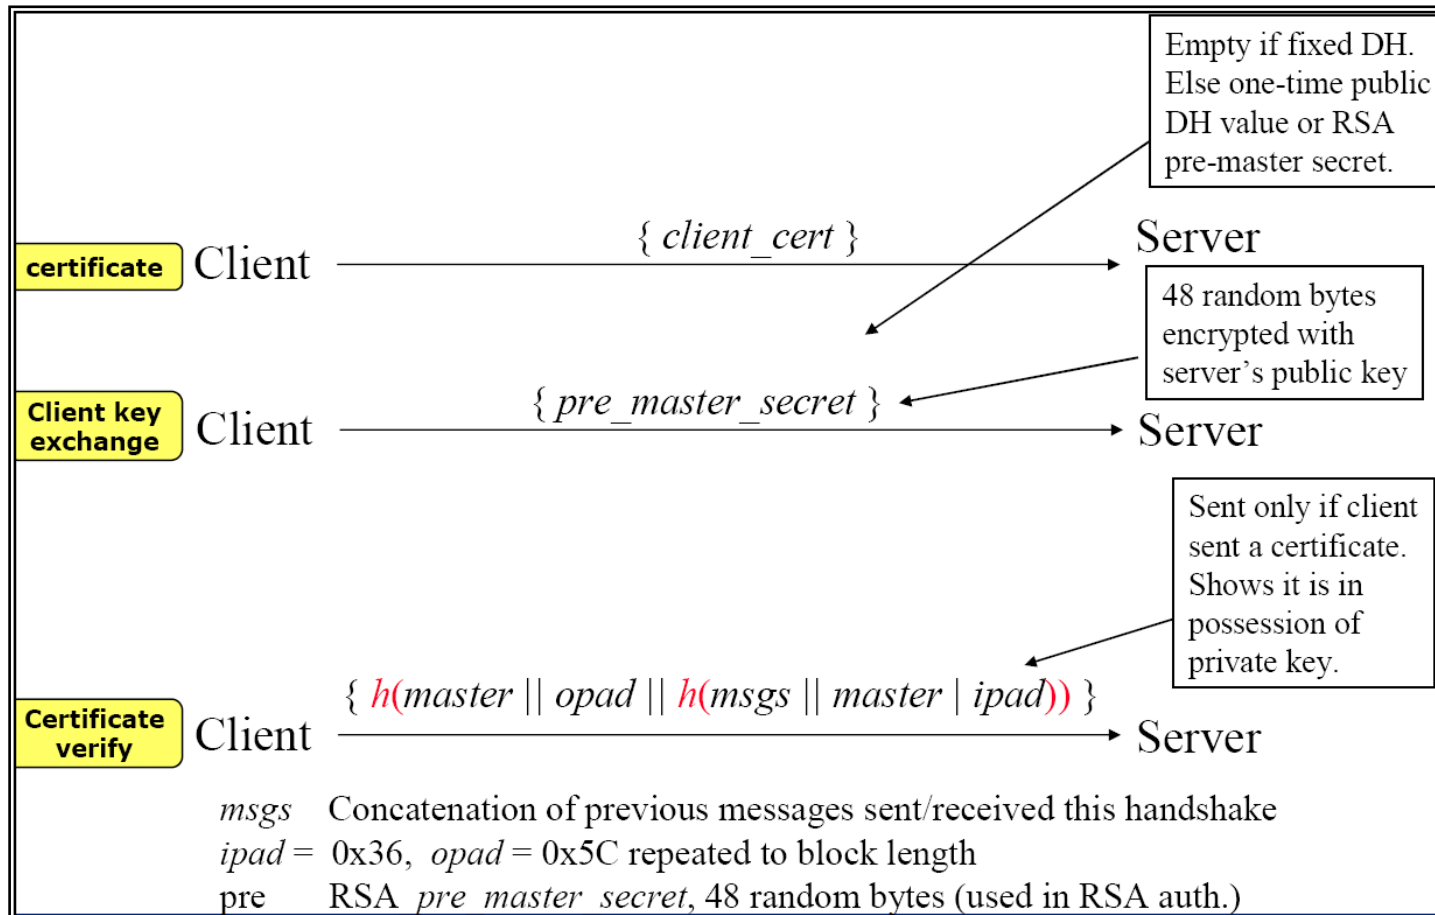 Empty if fixed DH.
Else one-time public
DH value or RSA
pre-master secret.
certificate
Client
{ client_cert }
Server
48 random bytes
encrypted with
server's public key
Client key
exchange
Client
{ pre_master_secret }
Server
Sent only if client
sent a certificate.
Shows it is in
possession of
private key.
Certificate
verify
Client
{ h(master || opad || h(msgs || master | ipad)) }
Server
msgs Concatenation of previous messages sent/received this handshake
ipad = 0x36, opad = 0x5C repeated to block length
pre RSA pre_master_secret, 48 random bytes (used in RSA auth.)